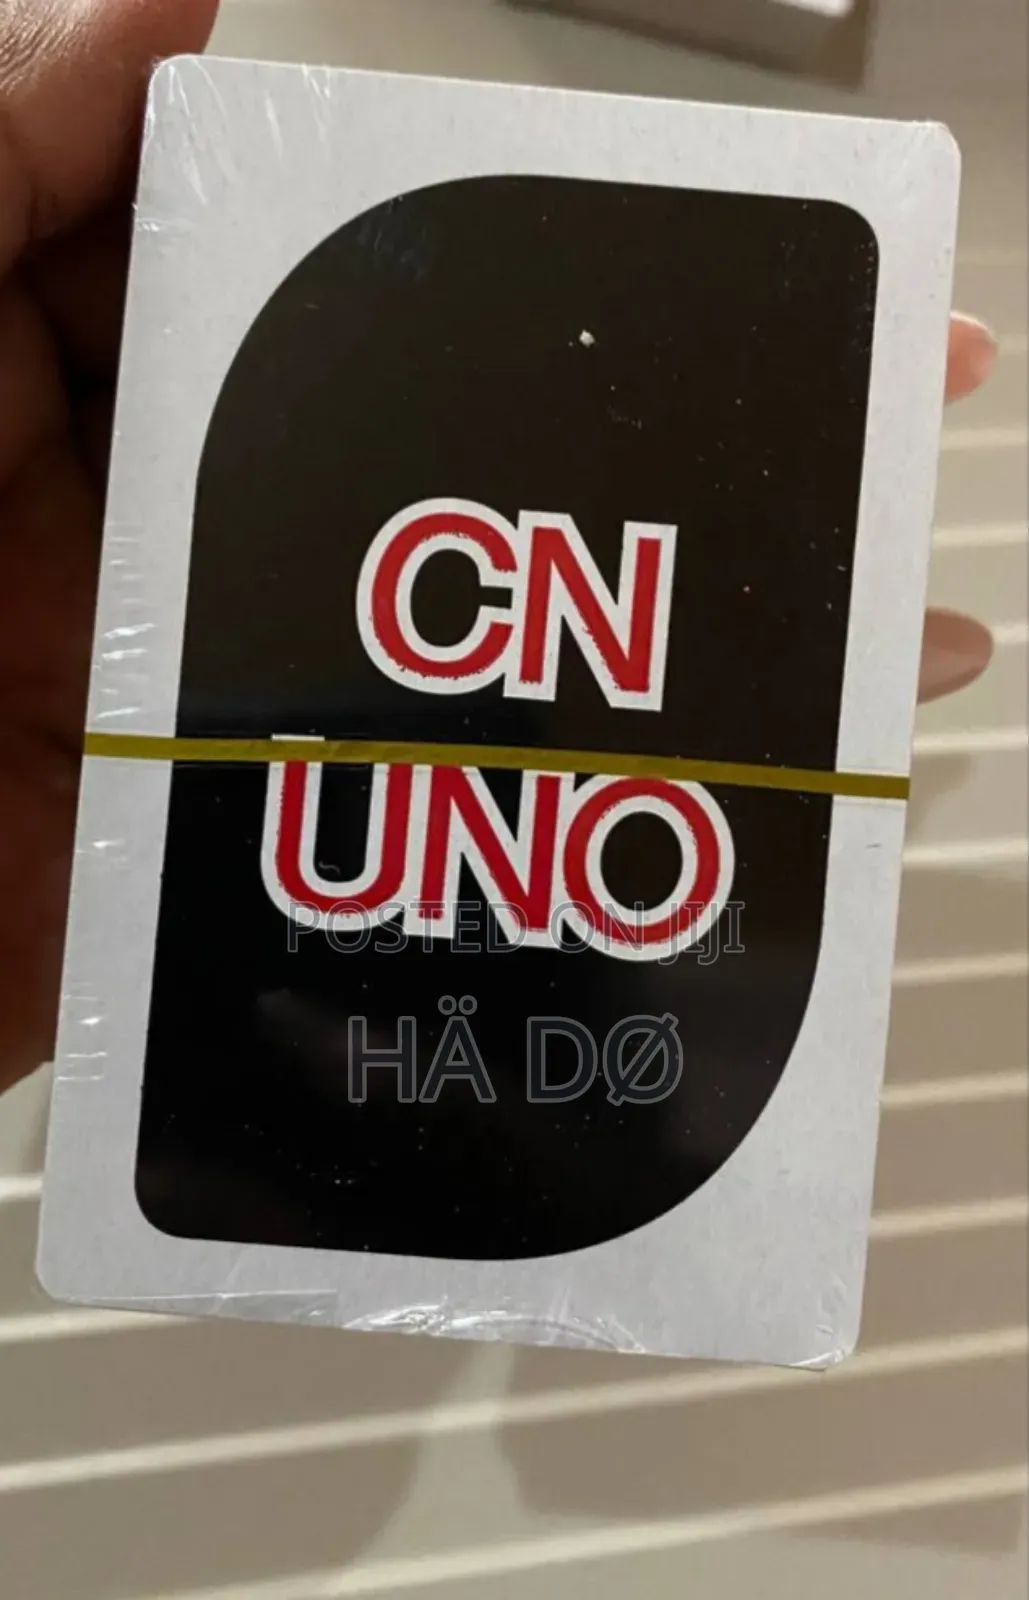 CN
UNO
POSTED ON JIJI
HÄ DØ